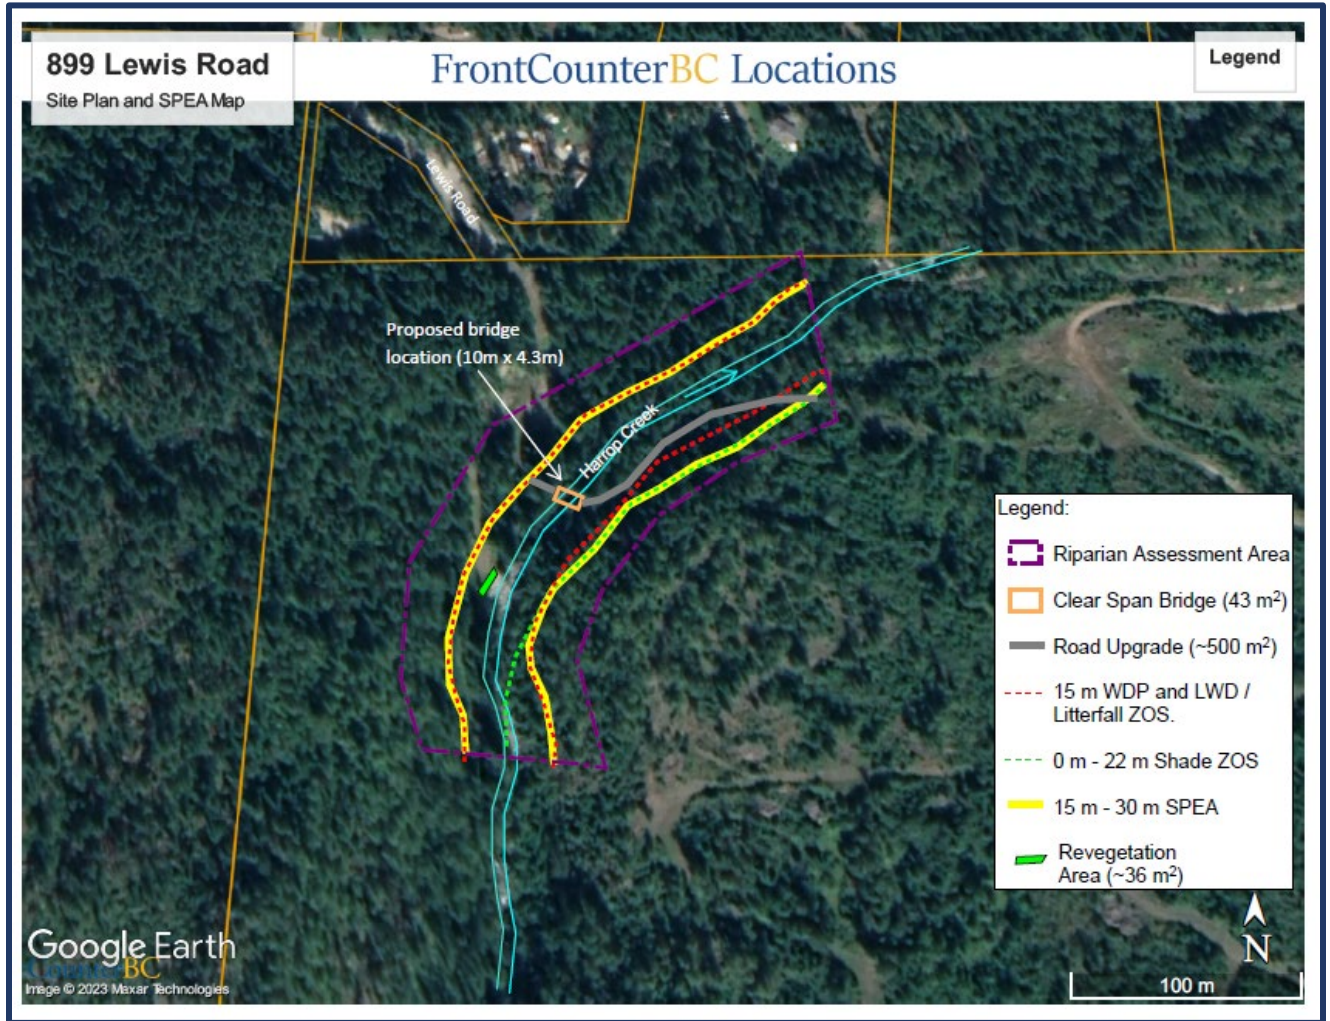 899 Lewis Road
Site Plan and SPEA Map
FrontCounterBC Locations
Legend
Lewis Road
Proposed bridge
location (10m x 4.3m)
Harrop Creek
Legend:
Riparian Assessment Area
Clear Span Bridge (43 m²)
Road Upgrade (~500 m²)
15 m WDP and LWD /
Litterfall ZOS.
0 m - 22 m Shade ZOS
15 m - 30 m SPEA
Revegetation
Area (~36 m²)
N
100 m
Google Earth
CounterBC
Image © 2023 Maxar Technologies